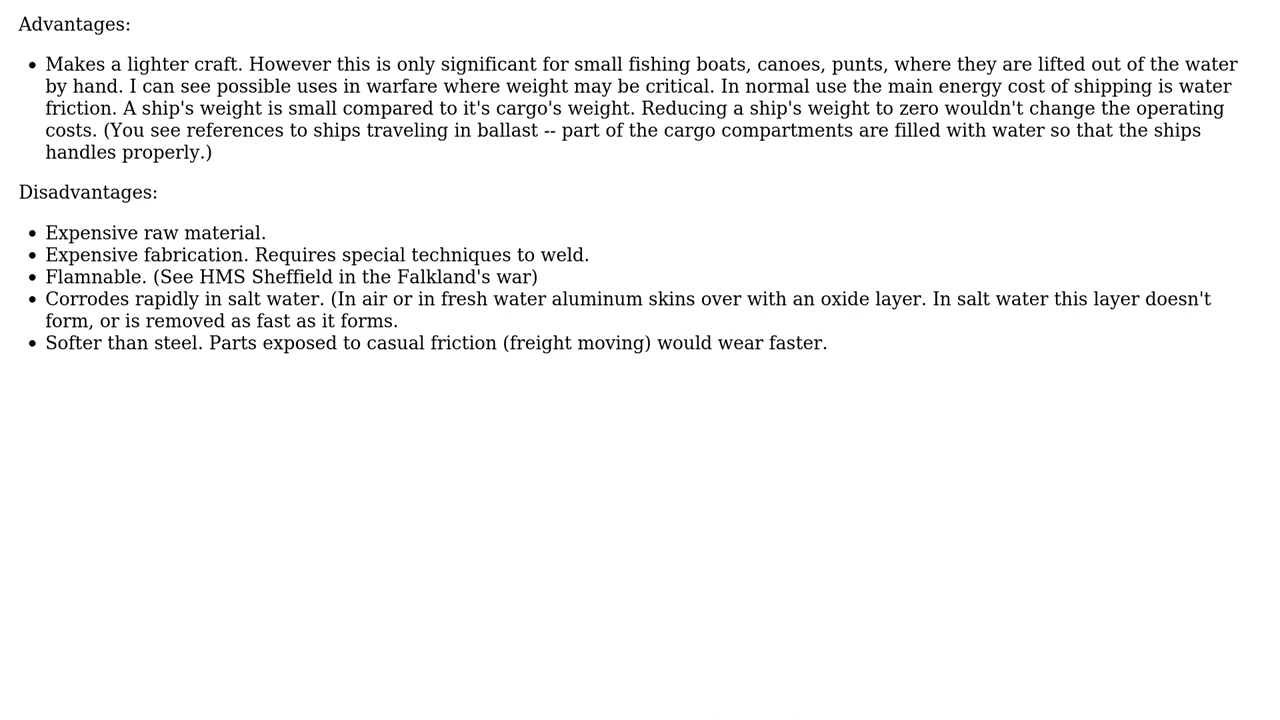 Advantages:
Makes a lighter craft. However this is only significant for small fishing boats, canoes, punts, where they are lifted out of the water
by hand. I can see possible uses in warfare where weight may be critical. In normal use the main energy cost of shipping is water
friction. A ship's weight is small compared to it's cargo's weight. Reducing a ship's weight to zero wouldn't change the operating
costs. (You see references to ships traveling in ballast -- part of the cargo compartments are filled with water so that the ships
handles properly.)
Disadvantages:
Expensive raw material.
Expensive fabrication. Requires special techniques to weld.
Flamnable. (See HMS Sheffield in the Falkland's war)
Corrodes rapidly in salt water. (In air or in fresh water aluminum skins over with an oxide layer. In salt water this layer doesn't
form, or is removed as fast as it forms.
Softer than steel. Parts exposed to casual friction (freight moving) would wear faster.